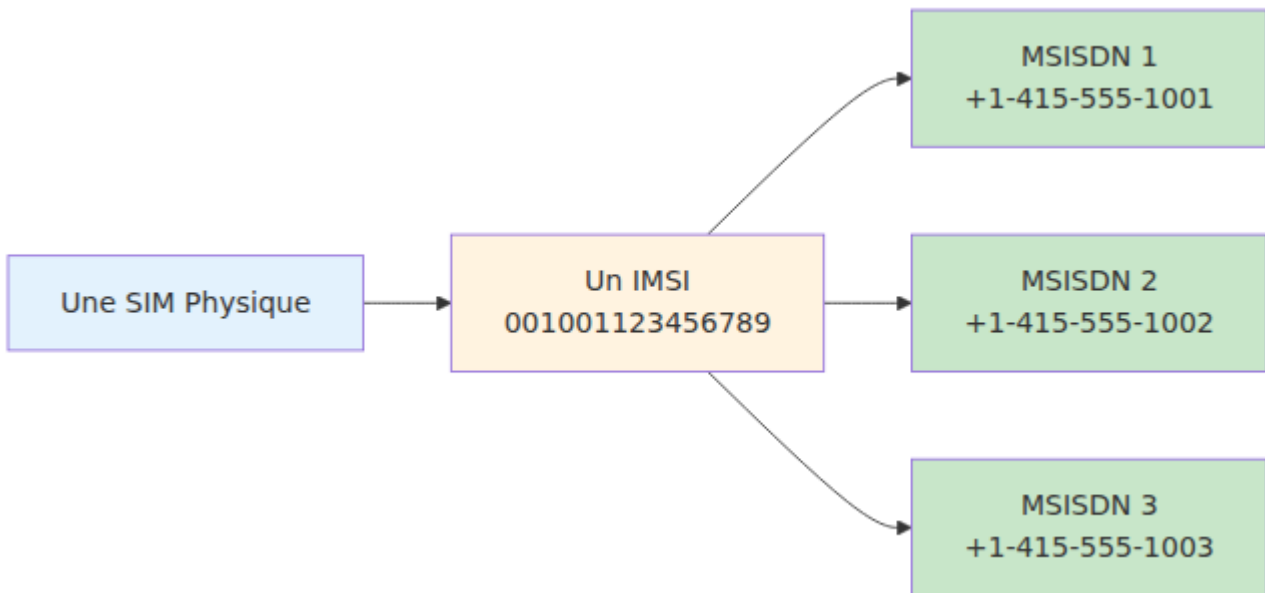 Une SIM Physique
Un IMSI
001001123456789
MSISDN 1
+1-415-555-1001
MSISDN 2
+1-415-555-1002
MSISDN 3
+1-415-555-1003